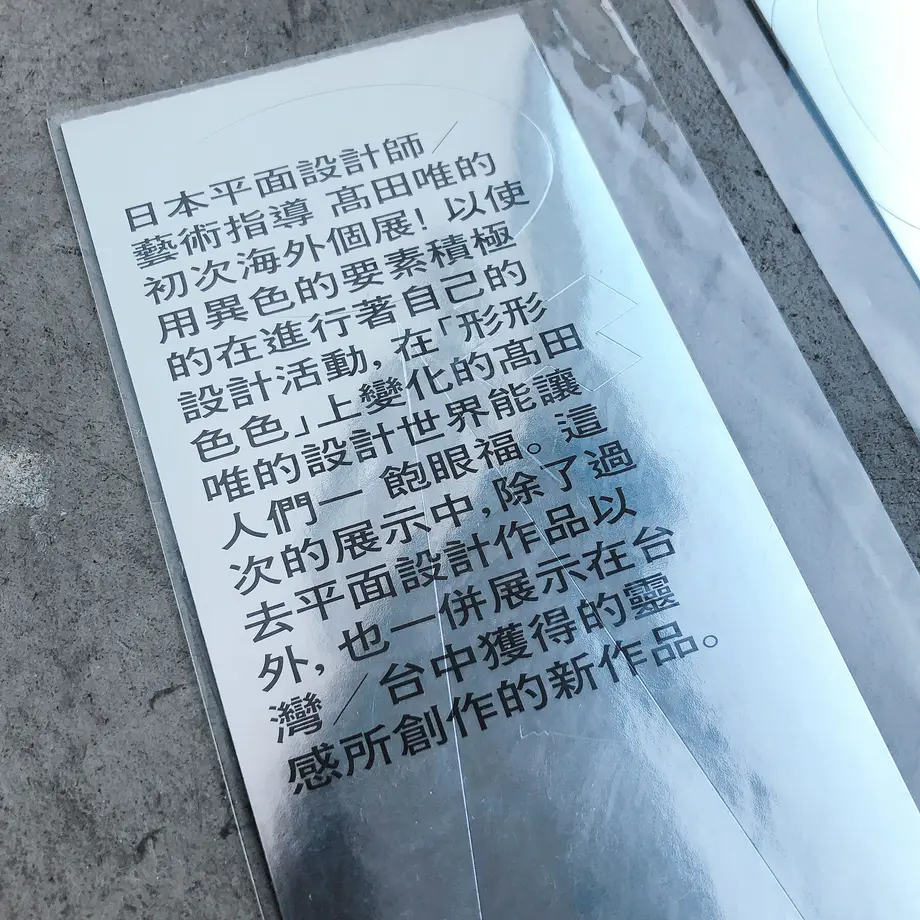 日本平面設計師／
藝術指導 髙田唯的
初次海外個展！以使
用異色的要素積極
的在進行著自己的
設計活動，在「形形
色色」上變化的髙田
唯的設計世界能讓
人們一 飽眼福。這
次的展示中，除了過
去平面設計作品以
外，也一併展示在台
灣／台中獲得的靈
感所創作的新作品。